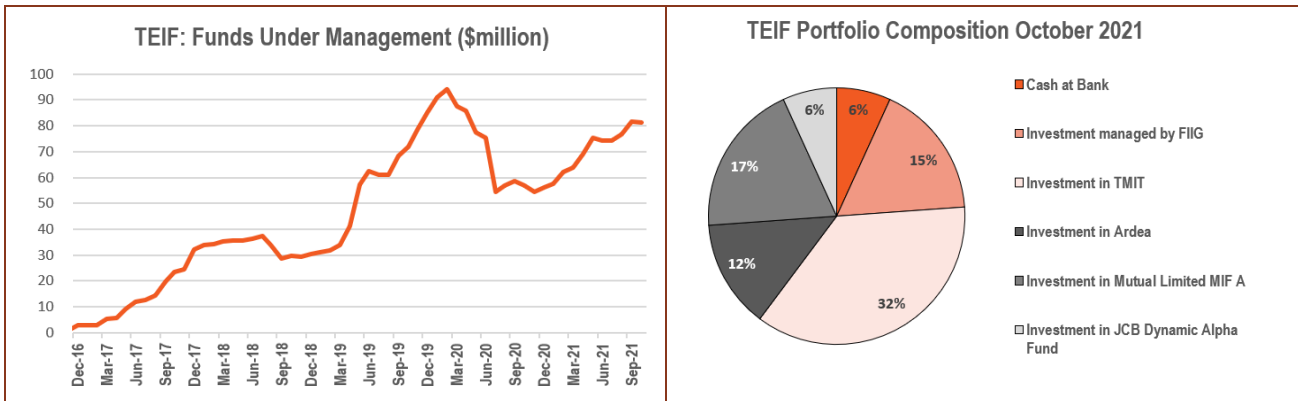 TEIF: Funds Under Management ($million)
100
90
80
70
60
50
40
30
20
10
0
Dec-16
Mar-17
Jun-17
Sep-17
Dec-17
Mar-18
Jun-18
Sep-18
Dec-18
Mar-19
Jun-19
Sep-19
Dec-19
Mar-20
Jun-20
Sep-20
Dec-20
Mar-21
Jun-21
Sep-21
TEIF Portfolio Composition October 2021
6%
6%
15%
17%
12%
32%
Cash at Bank
Investment managed by FIIG
Investment in TMIT
Investment in Ardea
Investment in Mutual Limited MIF A
Investment in JCB Dynamic Alpha
Fund